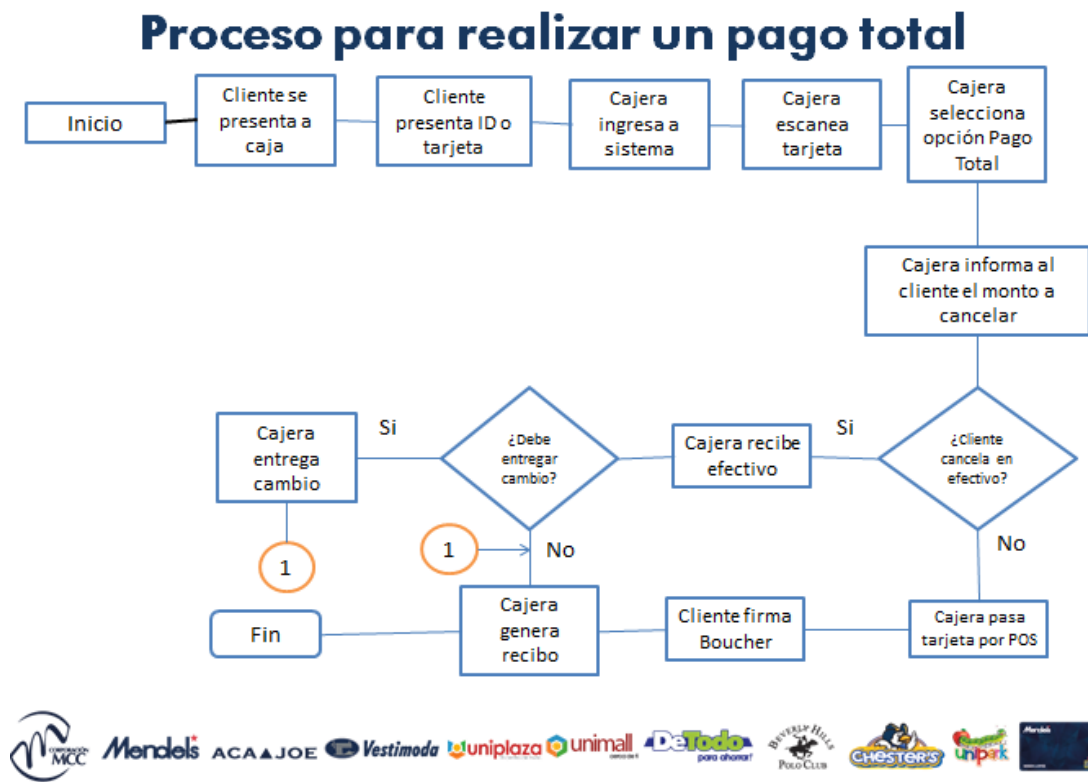 Proceso para realizar un pago total
Inicio
Cliente se
presenta a
caja
Cliente
presenta ID o
tarjeta
Cajera
ingresa a
sistema
Cajera
escanea
tarjeta
Cajera
selecciona
opción Pago
Total
Cajera informa al
cliente el monto a
cancelar
¿Cliente
cancela en
efectivo?
Si
Cajera recibe
efectivo
¿Debe
entregar
cambio?
Si
Cajera
entrega
cambio
1
1
No
No
Cajera pasa
tarjeta por POS
Cliente firma
Boucher
Cajera
genera
recibo
Fin
CORPORACIÓN
MCC
Mendel's
ACA JOE
Vestimoda
uniplaza
unimall
DeTodo
para ahorrar!
BEVERLY HILLS
POLO CLUB
CHESTER'S
unipark
Mendel's